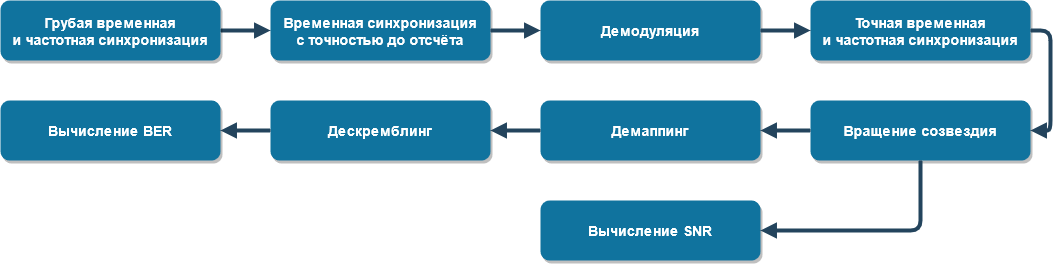 Грубая временная
и частотная синхронизация
Временная синхронизация
с точностью до отсчёта
Демодуляция
Точная временная
и частотная синхронизация
Вычисление BER
Дескремблинг
Демаппинг
Вращение созвездия
Вычисление SNR